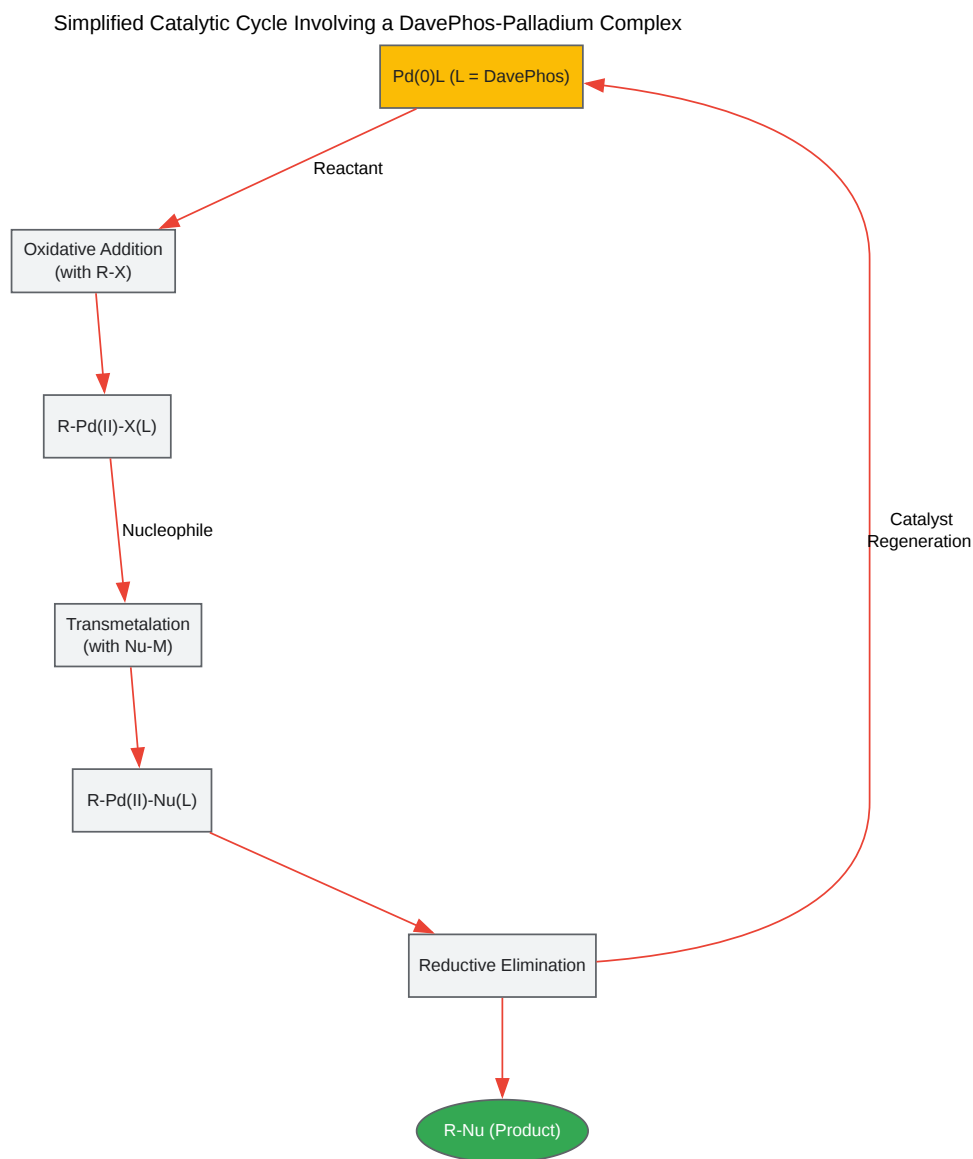 Simplified Catalytic Cycle Involving a DavePhos-Palladium Complex
Pd(0)L (L = DavePhos)
Reactant
Oxidative Addition
(with R-X)
R-Pd(II)-X(L)
Nucleophile
Catalyst
Regeneration
Transmetalation
(with Nu-M)
R-Pd(II)-Nu(L)
Reductive Elimination
R-Nu (Product)